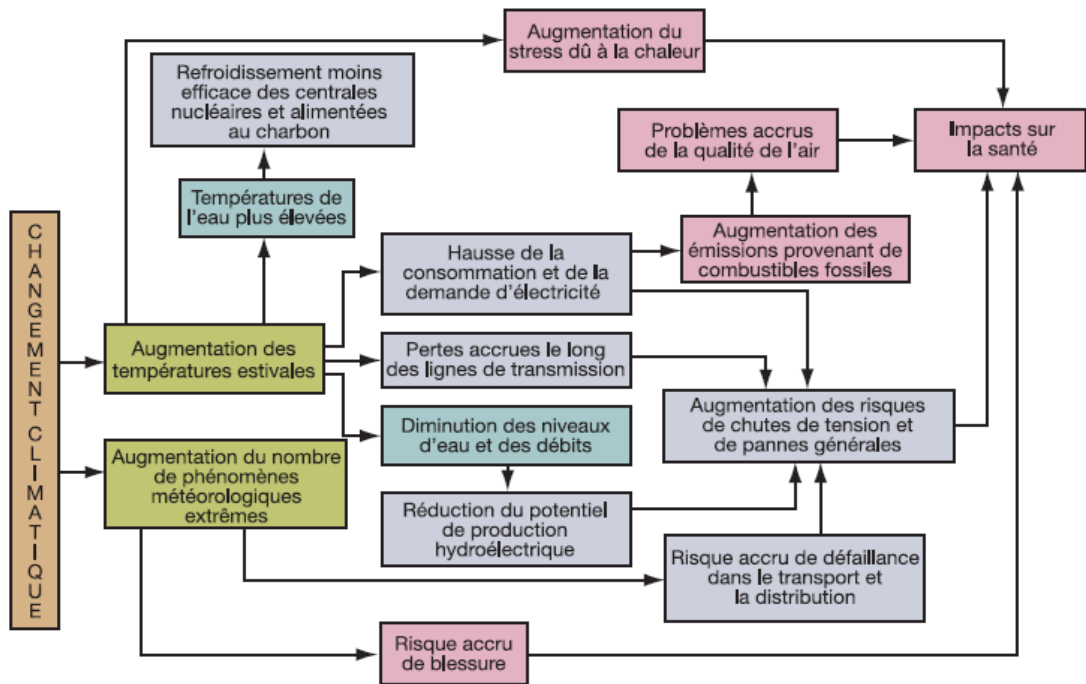 Augmentation du
stress dû à la chaleur
Refroidissement moins
efficace des centrales
nucléaires et alimentées
au charbon
Problèmes accrus
de la qualité de l'air
Impacts sur
la santé
Températures de
l'eau plus élevées
CHANGEMENT CLIMATIQUE
Hausse de la
consommation et de la
demande d'électricité
Augmentation des
émissions provenant de
combustibles fossiles
Augmentation des
températures estivales
Pertes accrues le long
des lignes de transmission
Augmentation des risques
de chutes de tension et
de pannes générales
Diminution des niveaux
d'eau et des débits
Augmentation du nombre
de phénomènes
météorologiques
extrêmes
Réduction du potentiel
de production
hydroélectrique
Risque accru de défaillance
dans le transport et
la distribution
Risque accru
de blessure